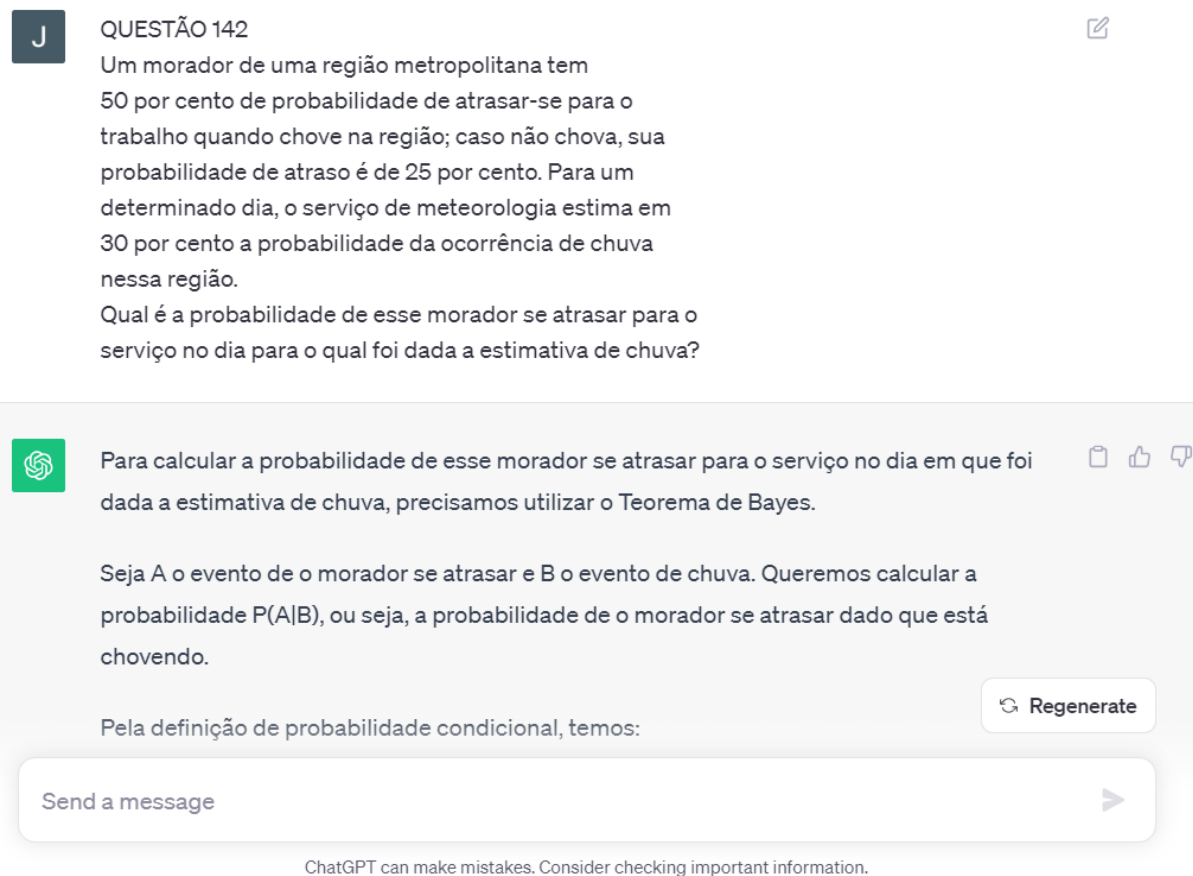 J
QUESTÃO 142
Um morador de uma região metropolitana tem
50 por cento de probabilidade de atrasar-se para o
trabalho quando chove na região; caso não chova, sua
probabilidade de atraso é de 25 por cento. Para um
determinado dia, o serviço de meteorologia estima em
30 por cento a probabilidade da ocorrência de chuva
nessa região.
Qual é a probabilidade de esse morador se atrasar para o
serviço no dia para o qual foi dada a estimativa de chuva?
Para calcular a probabilidade de esse morador se atrasar para o serviço no dia em que foi
dada a estimativa de chuva, precisamos utilizar o Teorema de Bayes.
Seja A o evento de o morador se atrasar e B o evento de chuva. Queremos calcular a
probabilidade P(A|B), ou seja, a probabilidade de o morador se atrasar dado que está
chovendo.
Pela definição de probabilidade condicional, temos:
Regenerate
Send a message
ChatGPT can make mistakes. Consider checking important information.